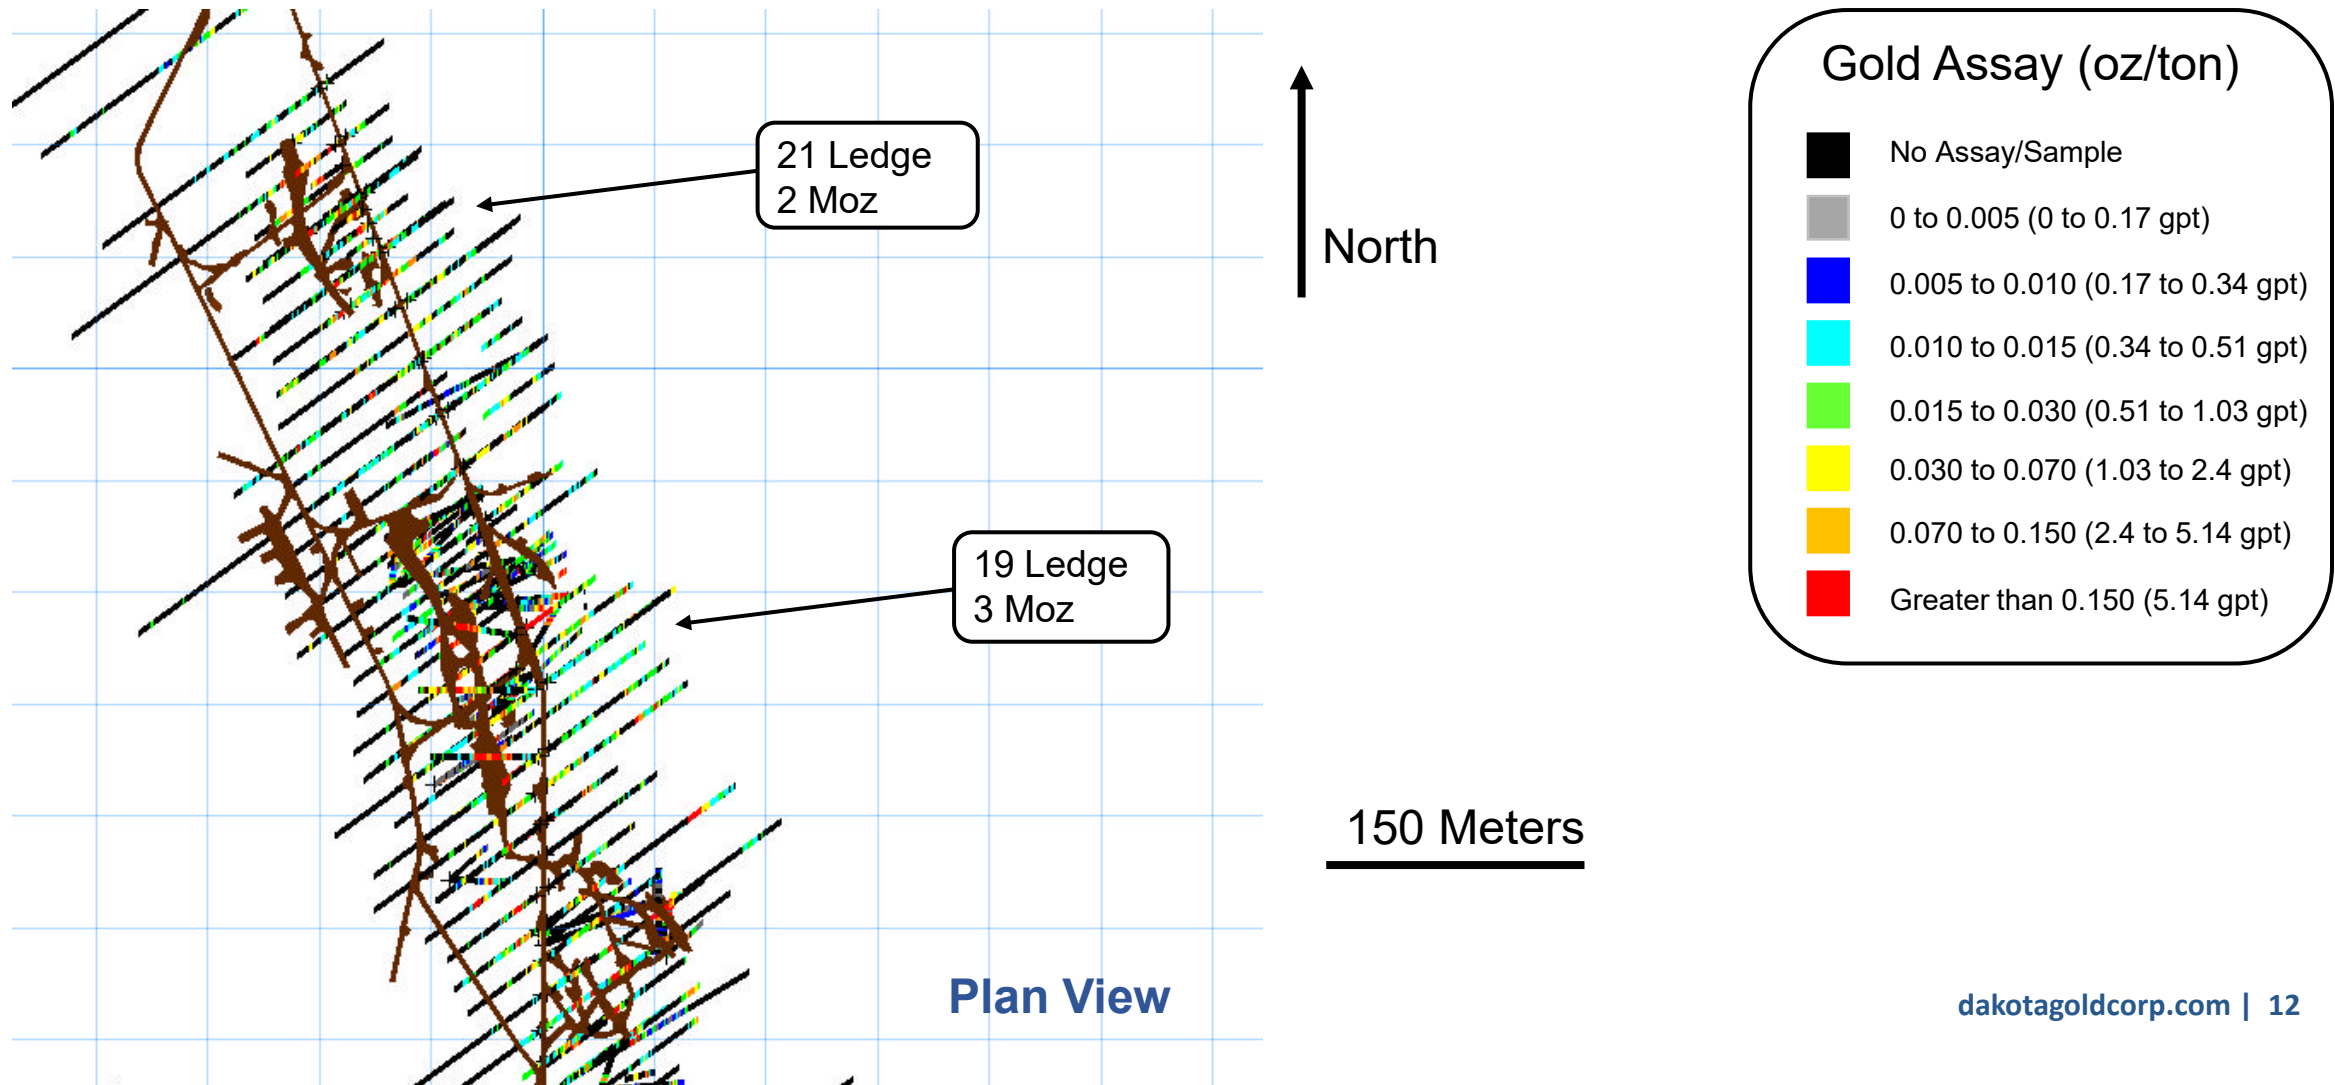 21 Ledge
2 Moz
North
19 Ledge
3 Moz
150 Meters
Plan View
Gold Assay (oz/ton)
No Assay/Sample
0 to 0.005 (0 to 0.17 gpt)
0.005 to 0.010 (0.17 to 0.34 gpt)
0.010 to 0.015 (0.34 to 0.51 gpt)
0.015 to 0.030 (0.51 to 1.03 gpt)
0.030 to 0.070 (1.03 to 2.4 gpt)
0.070 to 0.150 (2.4 to 5.14 gpt)
Greater than 0.150 (5.14 gpt)
dakotagoldcorp.com | 12